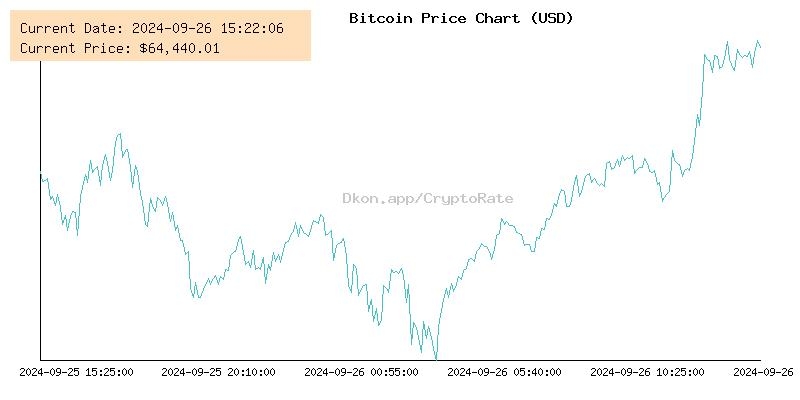 Bitcoin Price Chart (USD)
Current Date: 2024-09-26 15:22:06
Current Price: $64,440.01
Dkon.app/CryptoRate
2024-09-25 15:25:00 2024-09-25 20:10:00 2024-09-26 00:55:00 2024-09-26 05:40:00 2024-09-26 10:25:00 2024-09-26